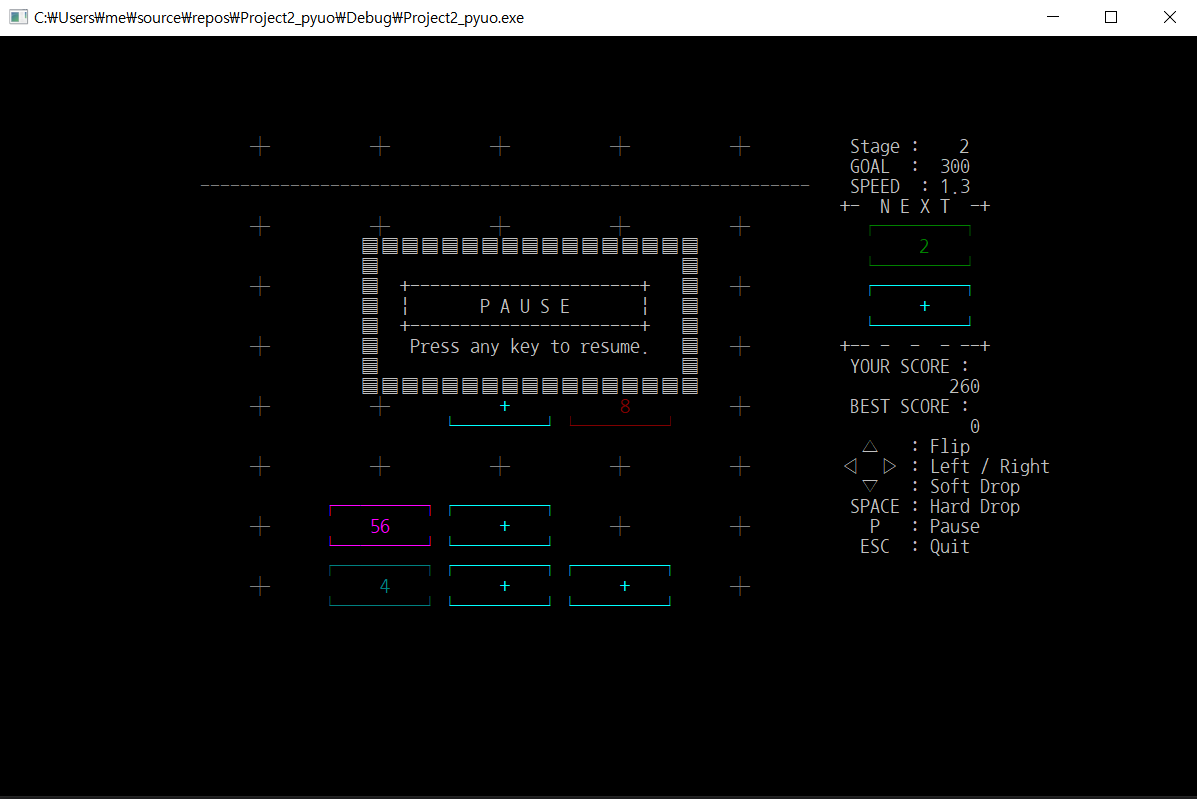 C:₩Users₩me₩source₩repos₩Project2_pyuo₩Debug₩Project2_pyuo.exe
Stage : 2
GOAL : 300
SPEED : 1.3
+- N E X T -+
2
+
+-- - - - --+
P A U S E
Press any key to resume.
YOUR SCORE :
260
BEST SCORE :
0
+ 8
△ : Flip
◁ ▷ : Left / Right
▽ : Soft Drop
SPACE : Hard Drop
P : Pause
ESC : Quit
56 +
4 + +